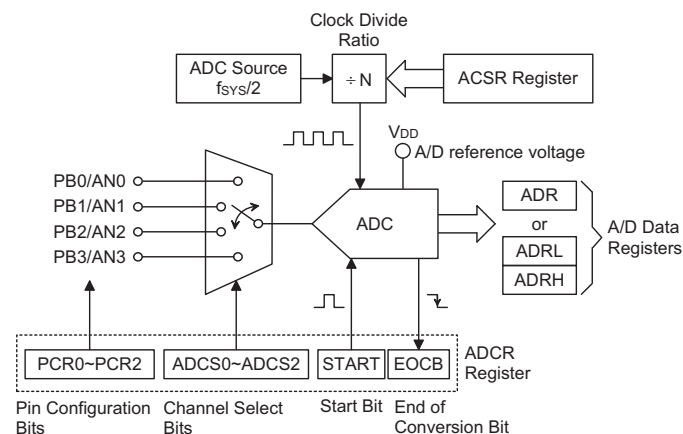 Clock Divide
Ratio
ADC Source
fSYS/2
÷ N
ACSR Register
VDD
A/D reference voltage
PB0/AN0
PB1/AN1
PB2/AN2
PB3/AN3
ADC
ADR
or
ADRL
ADRH
A/D Data
Registers
PCR0~PCR2
ADCS0~ADCS2
START
EOCB
ADCR
Register
Pin Configuration
Bits
Channel Select
Bits
Start Bit
End of
Conversion Bit